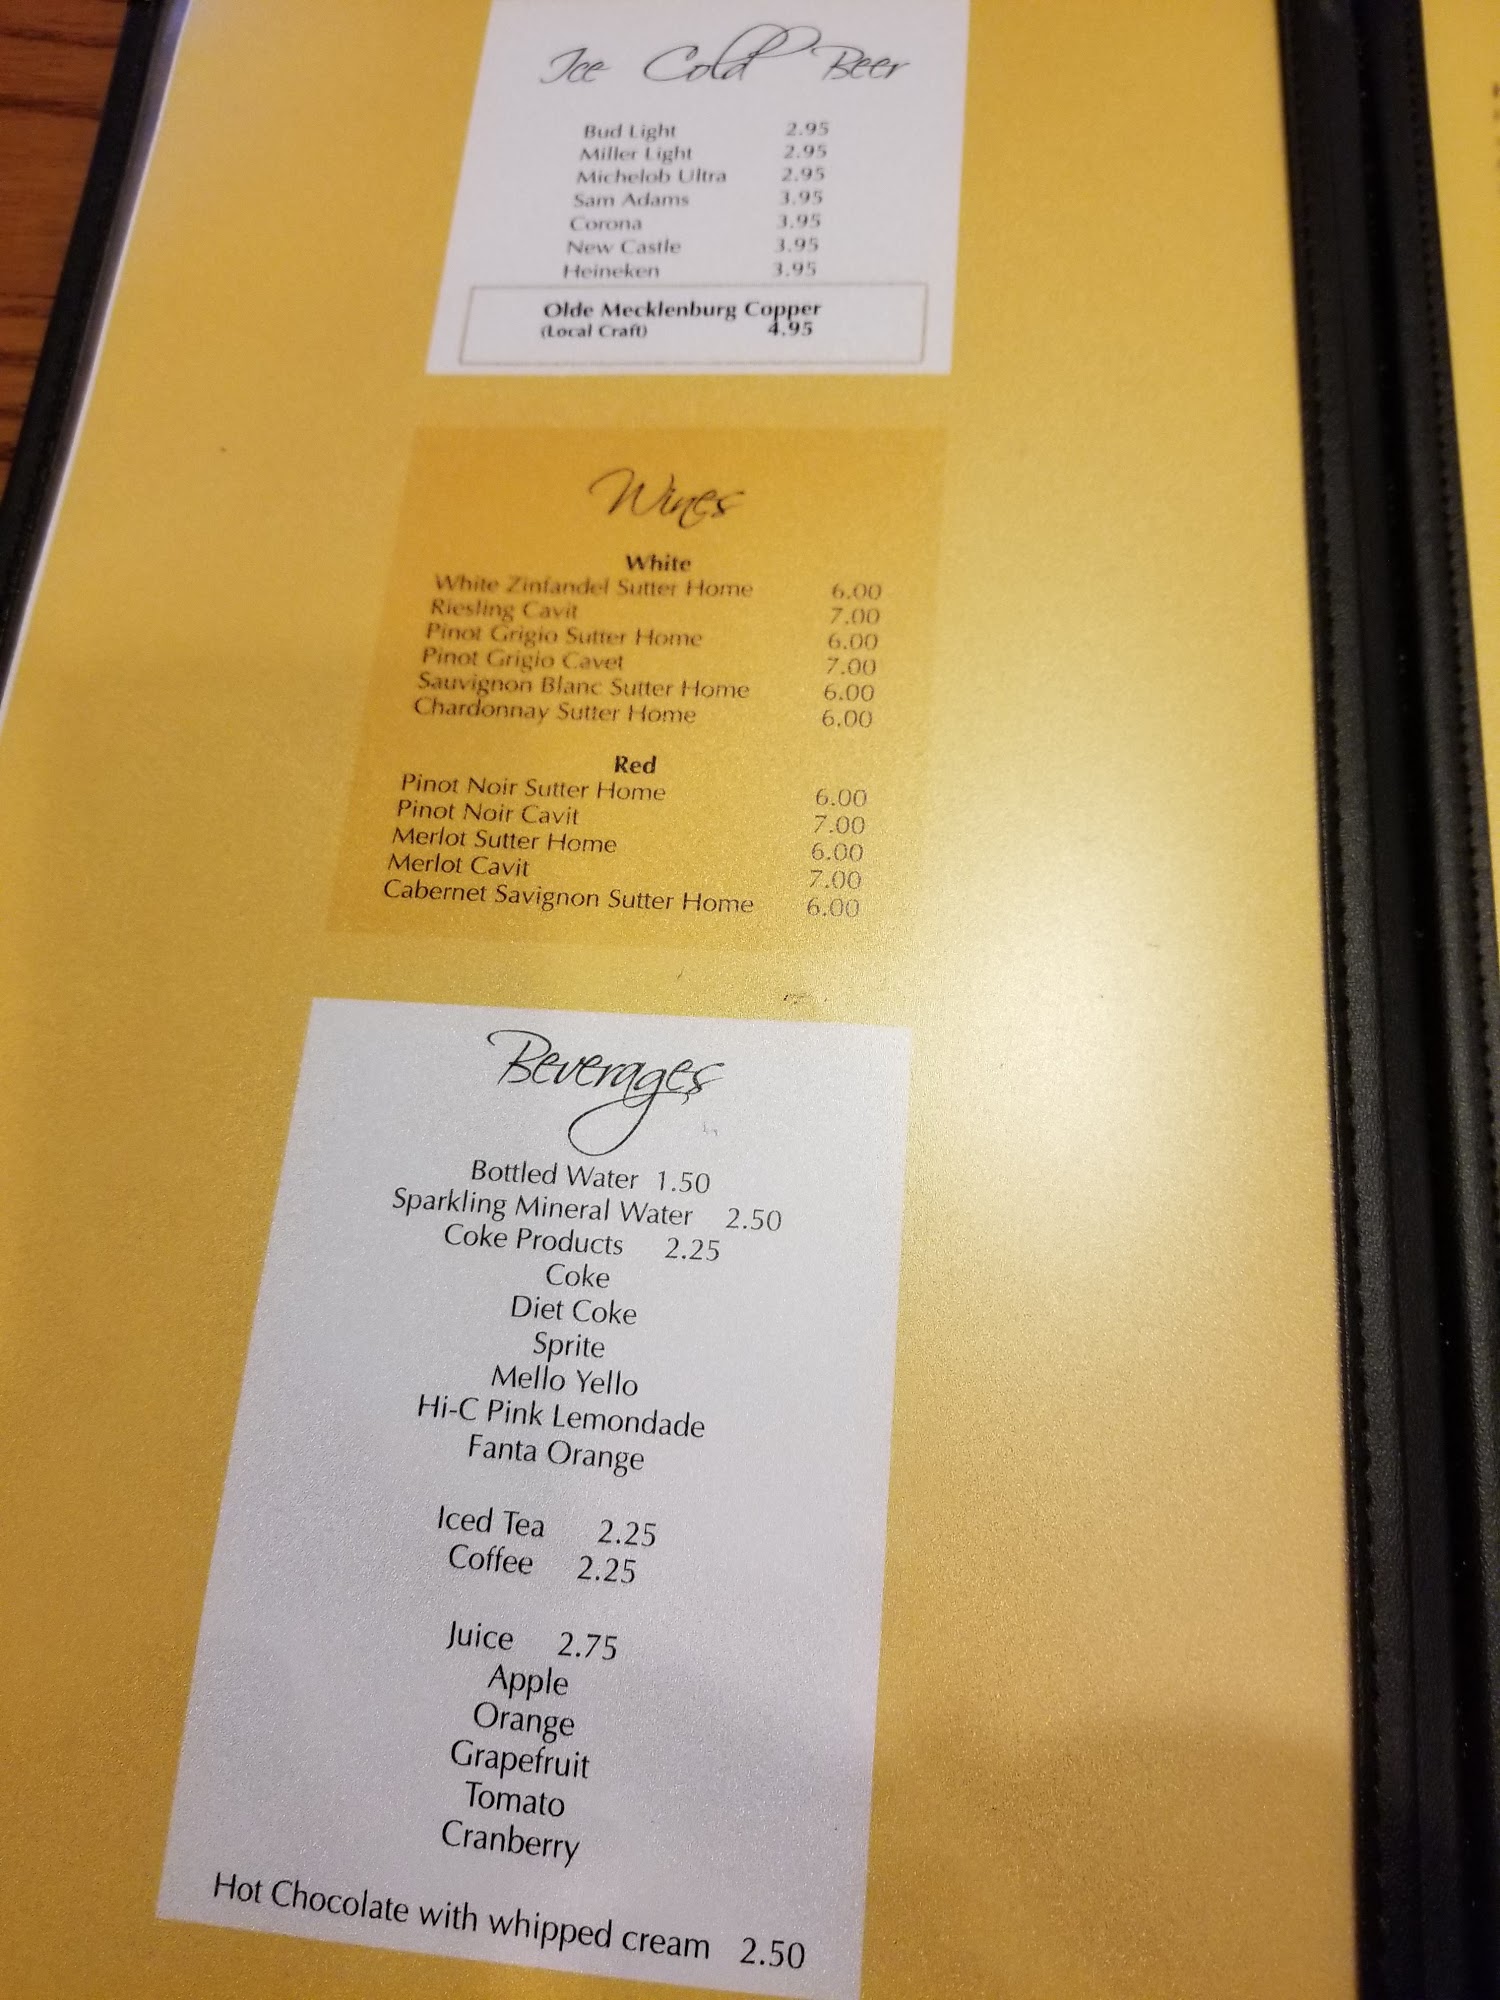 Ice Cold Beer
Bud Light 2.95
Miller Light 2.95
Michelob Ultra 2.95
Sam Adams 3.95
Corona 3.95
New Castle 3.95
Heineken 3.95
Olde Mecklenburg Copper
(Local Craft) 4.95
Wines
White
White Zinfandel Sutter Home 6.00
Riesling Cavit 7.00
Pinot Grigio Sutter Home 6.00
Pinot Grigio Cavet 7.00
Sauvignon Blanc Sutter Home 6.00
Chardonnay Sutter Home 6.00
Red
Pinot Noir Sutter Home 6.00
Pinot Noir Cavit 7.00
Merlot Sutter Home 6.00
Merlot Cavit 7.00
Cabernet Savignon Sutter Home 6.00
Beverages
Bottled Water 1.50
Sparkling Mineral Water 2.50
Coke Products 2.25
Coke
Diet Coke
Sprite
Mello Yello
Hi-C Pink Lemondade
Fanta Orange
Iced Tea 2.25
Coffee 2.25
Juice 2.75
Apple
Orange
Grapefruit
Tomato
Cranberry
Hot Chocolate with whipped cream 2.50